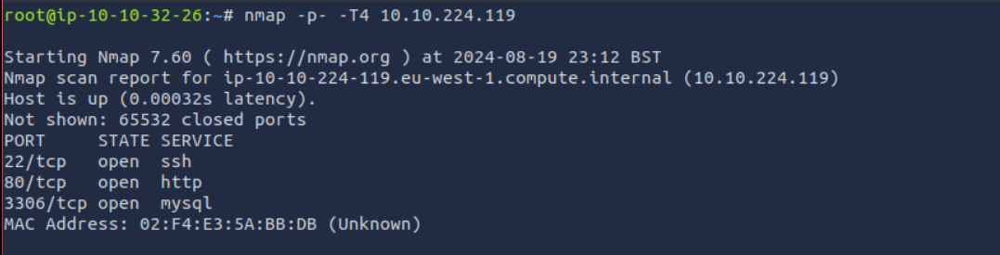 root@ip-10-10-32-26:~# nmap -p- -T4 10.10.224.119
Starting Nmap 7.60 ( https://nmap.org ) at 2024-08-19 23:12 BST
Nmap scan report for ip-10-10-224-119.eu-west-1.compute.internal (10.10.224.119)
Host is up (0.00032s latency).
Not shown: 65532 closed ports
PORT     STATE SERVICE
22/tcp   open  ssh
80/tcp   open  http
3306/tcp open  mysql
MAC Address: 02:F4:E3:5A:BB:DB (Unknown)